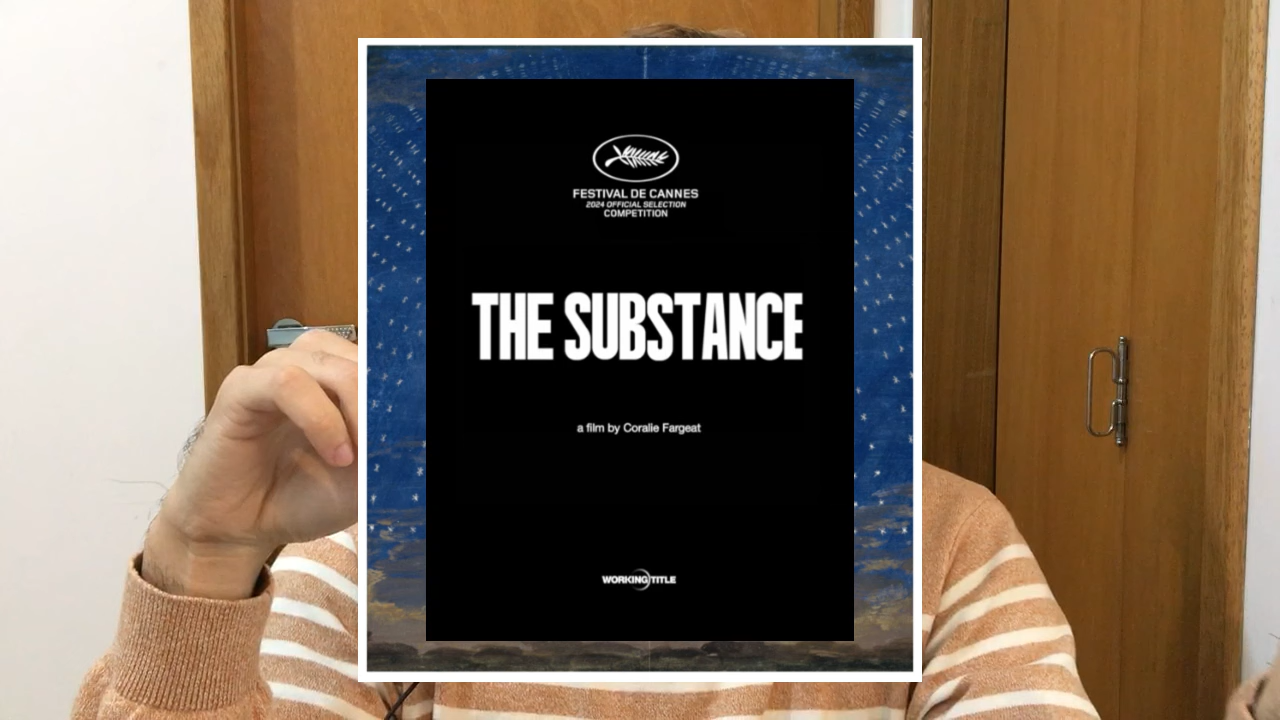 FESTIVAL DE CANNES
2024 OFFICIAL SELECTION
COMPETITION
THE SUBSTANCE
a film by Coralie Fargeat
WORKING TITLE